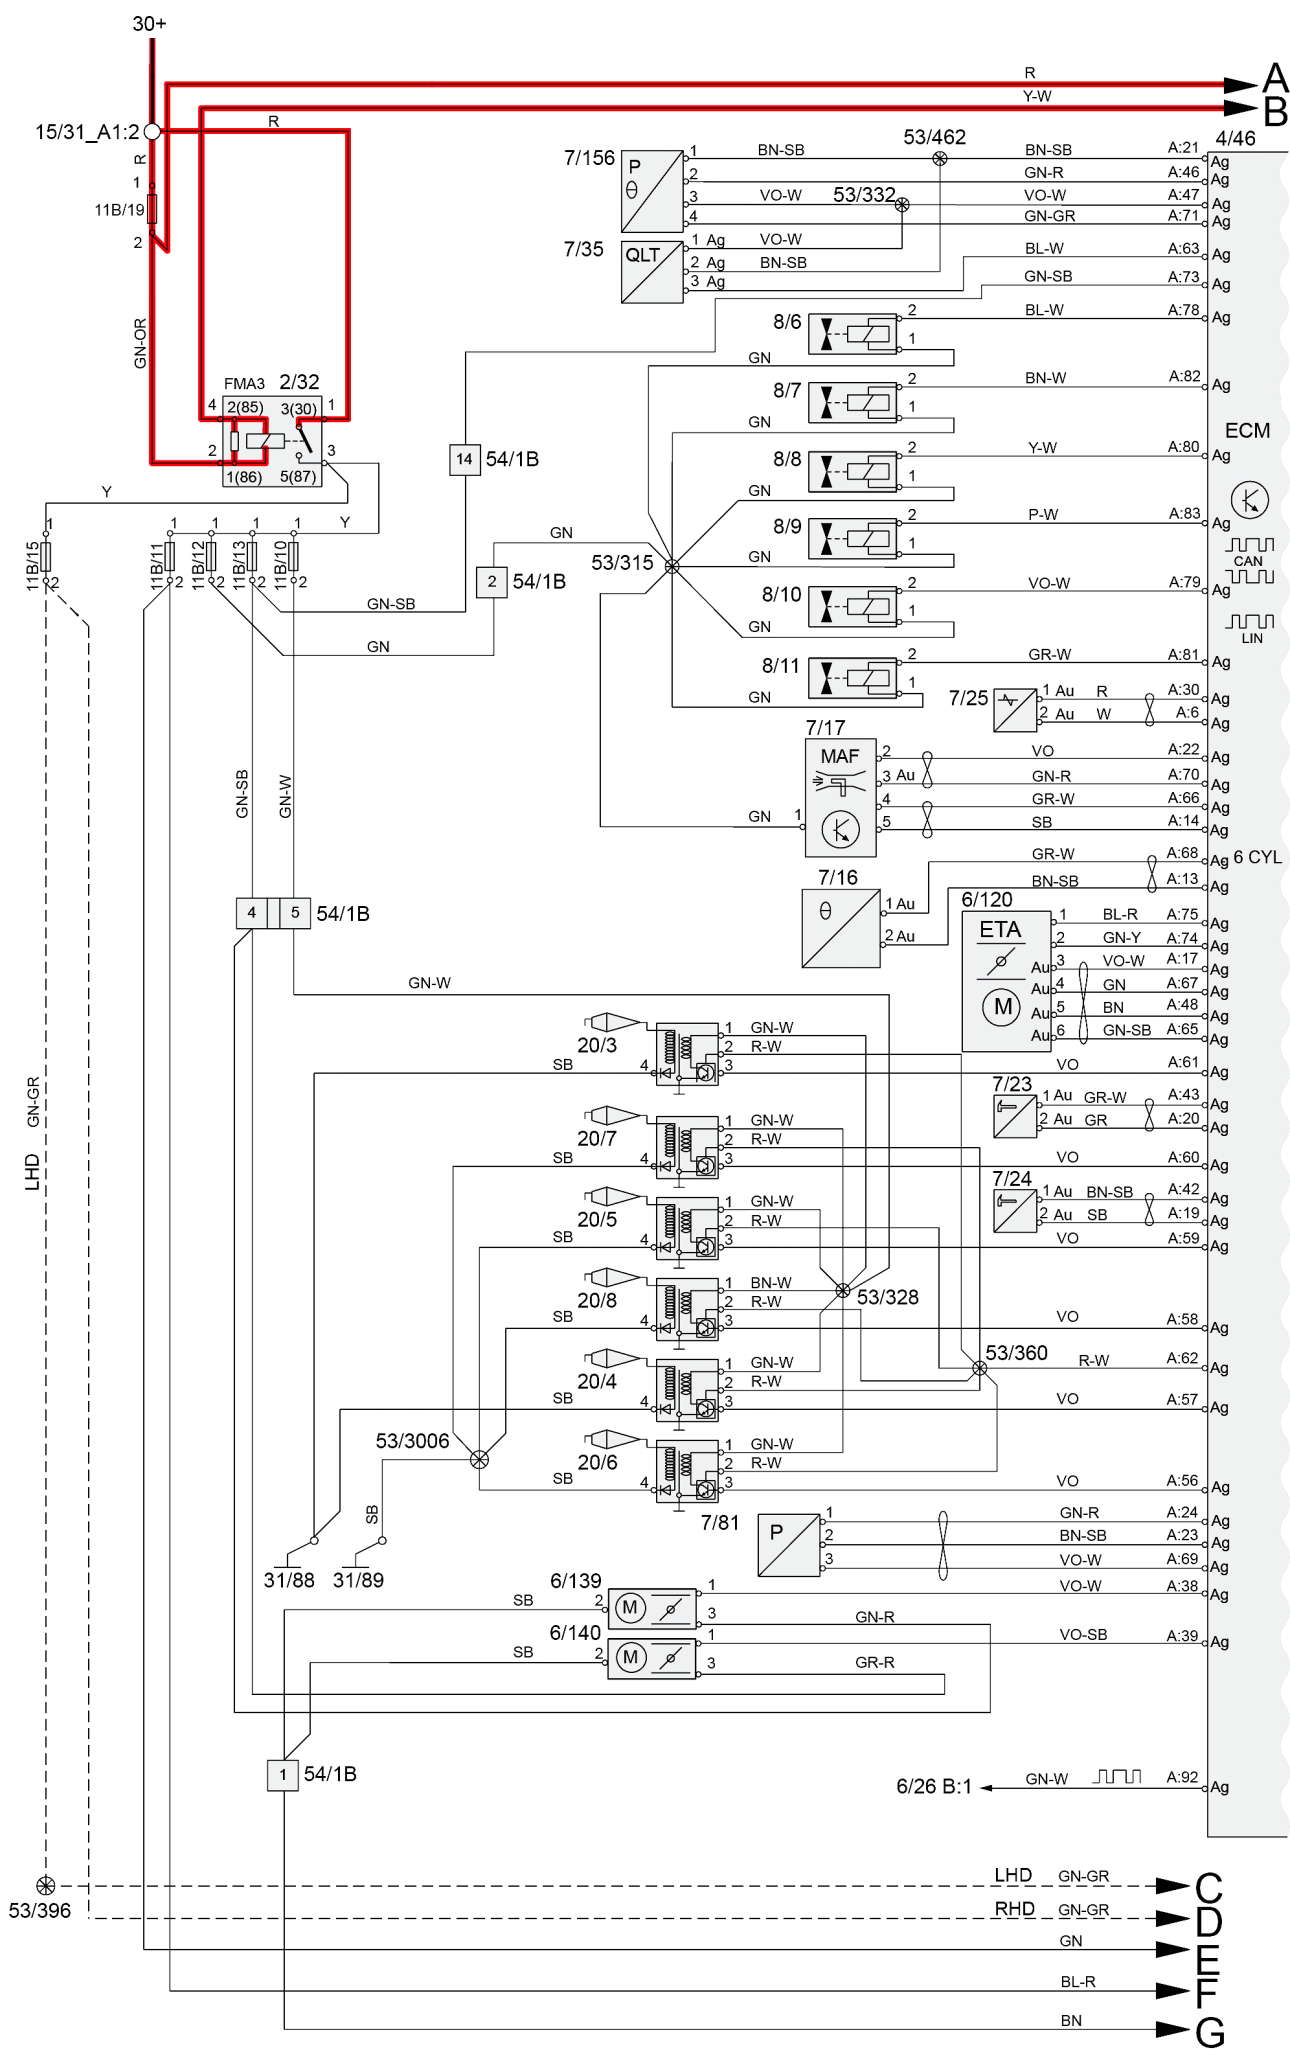 30+
R
A
Y-W
B
15/31_A1:2
R
R
1
11B/19
2
GN-OR
FMA3
2/32
4
2(85)
3(30)
1
2
3
1(86)
5(87)
Y
Y
1
11B/15
2
1
11B/11
2
1
11B/12
2
1
11B/13
2
1
11B/10
2
GN-SB
GN
14
54/1B
GN
2
54/1B
4/46
7/156
P
θ
1
BN-SB
53/462
BN-SB
A:21
Ag
2
GN-R
A:46
Ag
3
VO-W
53/332
VO-W
A:47
Ag
4
GN-GR
A:71
Ag
7/35
QLT
1 Ag
VO-W
2 Ag
BN-SB
3 Ag
BL-W
A:63
Ag
GN-SB
A:73
Ag
8/6
2
1
GN
BL-W
A:78
Ag
8/7
2
1
GN
BN-W
A:82
Ag
ECM
8/8
2
1
GN
Y-W
A:80
Ag
8/9
2
1
GN
P-W
A:83
Ag
CAN
53/315
8/10
2
1
GN
VO-W
A:79
Ag
LIN
8/11
2
1
GN
GR-W
A:81
Ag
7/25
1 Au
R
A:30
Ag
2 Au
W
A:6
Ag
7/17
MAF
GN
1
2
VO
A:22
Ag
3 Au
GN-R
A:70
Ag
4
GR-W
A:66
Ag
5
SB
A:14
Ag
GR-W
A:68
Ag
6 CYL
7/16
θ
BN-SB
A:13
Ag
1 Au
2 Au
GN-SB
GN-W
4
5
54/1B
6/120
ETA
M
1
BL-R
A:75
Ag
2
GN-Y
A:74
Ag
Au
3
VO-W
A:17
Ag
Au
4
GN
A:67
Ag
Au
5
BN
A:48
Ag
Au
6
GN-SB
A:65
Ag
GN-W
20/3
SB
4
1
GN-W
2
R-W
3
VO
A:61
Ag
7/23
1 Au
GR-W
A:43
Ag
2 Au
GR
A:20
Ag
20/7
SB
4
1
GN-W
2
R-W
3
VO
A:60
Ag
7/24
1 Au
BN-SB
A:42
Ag
2 Au
SB
A:19
Ag
20/5
SB
4
1
GN-W
2
R-W
3
VO
A:59
Ag
LHD
GN-GR
20/8
SB
4
1
BN-W
2
R-W
3
53/328
VO
A:58
Ag
20/4
SB
4
1
GN-W
2
R-W
3
53/360
R-W
A:62
Ag
VO
A:57
Ag
53/3006
20/6
SB
4
1
GN-W
2
R-W
3
VO
A:56
Ag
SB
31/88
31/89
7/81
P
1
GN-R
A:24
Ag
2
BN-SB
A:23
Ag
3
VO-W
A:69
Ag
6/139
SB
2
M
1
VO-W
A:38
Ag
3
GN-R
6/140
SB
2
M
1
VO-SB
A:39
Ag
3
GR-R
1
54/1B
6/26 B:1
GN-W
A:92
Ag
53/396
LHD
GN-GR
C
RHD
GN-GR
D
GN
E
BL-R
F
BN
G